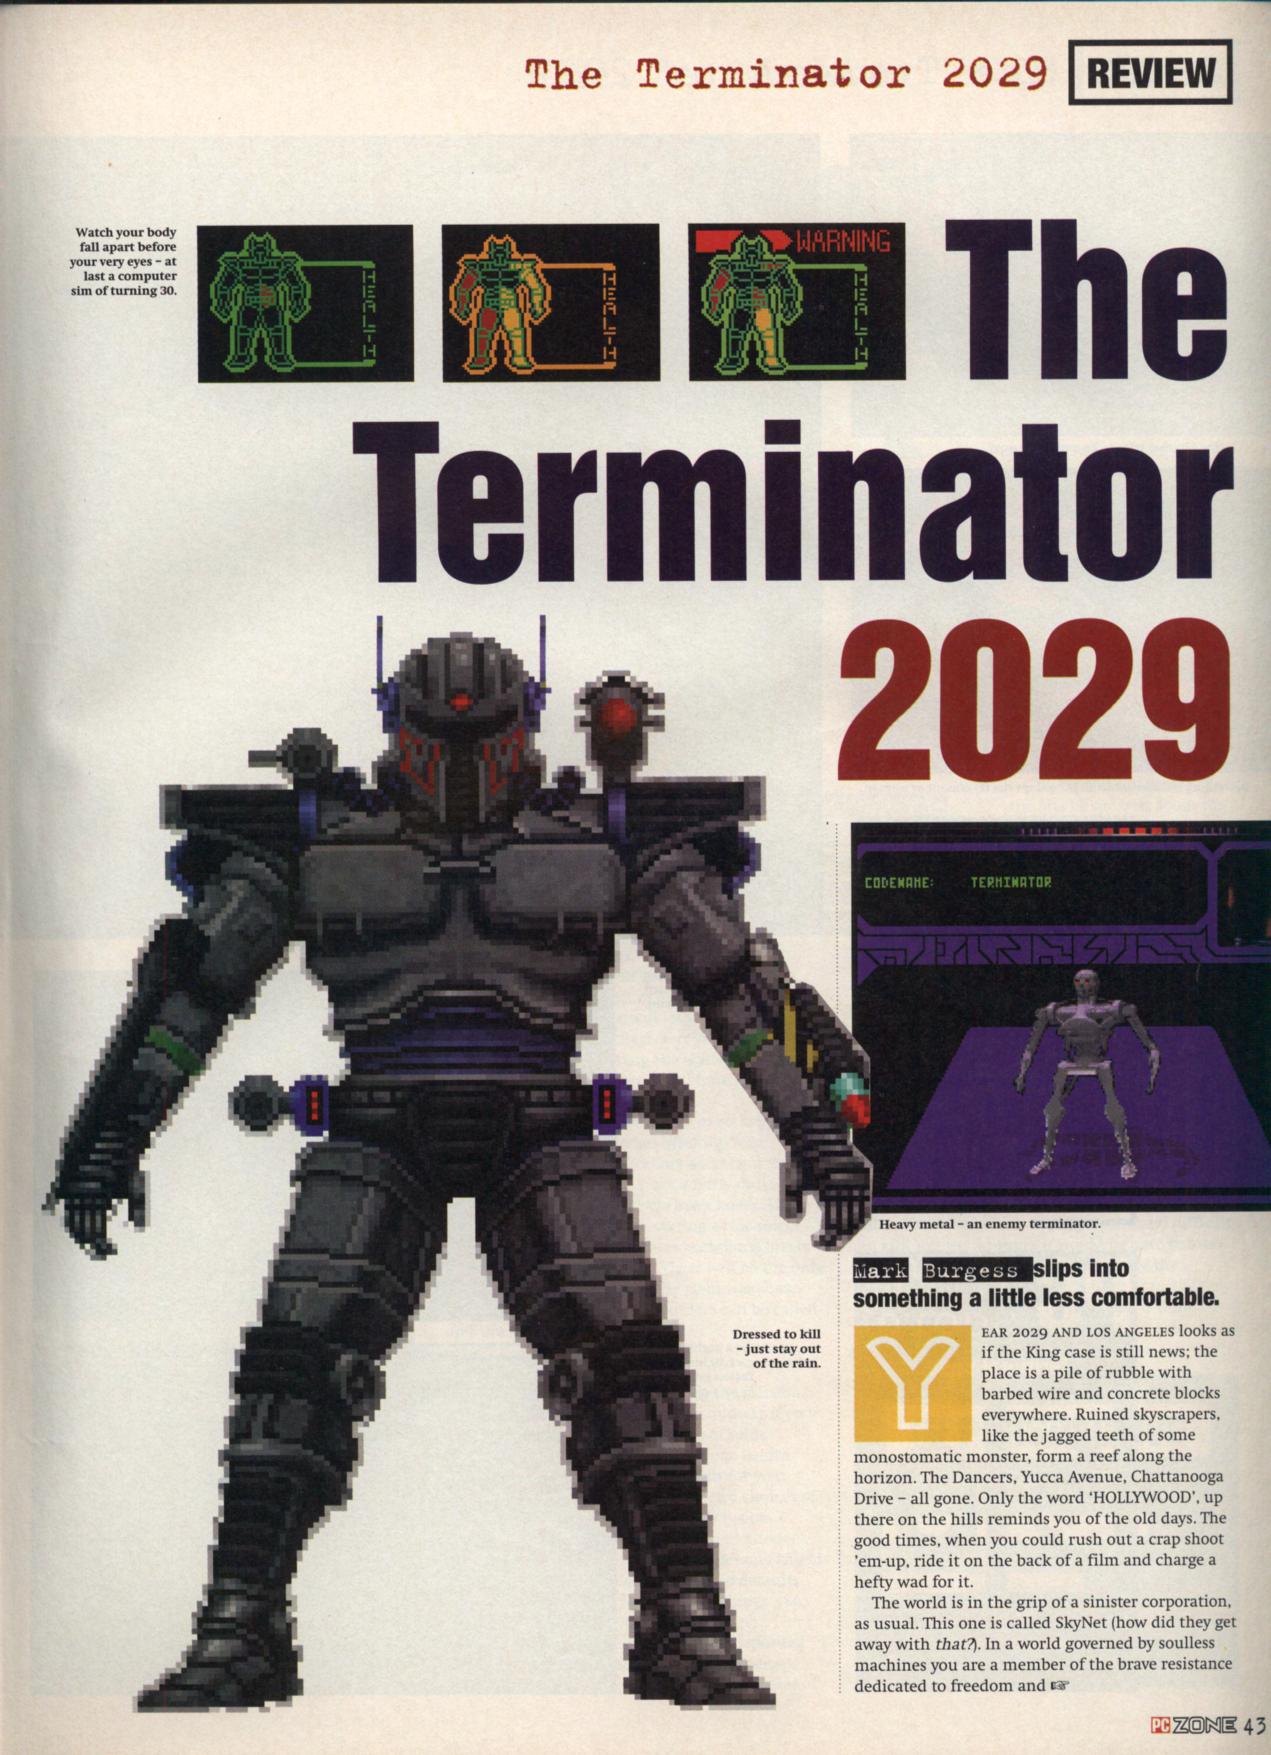 The Terminator 2029 REVIEW
Watch your body
fall apart before
your very eyes – at
last a computer
sim of turning 30.
HEALTH
HEALTH
WARNING
HEALTH
The
Terminator
2029
CODENAME: TERMINATOR
Heavy metal – an enemy terminator.
Mark Burgess slips into
something a little less comfortable.
Dressed to kill
– just stay out
of the rain.
YEAR 2029 AND LOS ANGELES looks as
if the King case is still news; the
place is a pile of rubble with
barbed wire and concrete blocks
everywhere. Ruined skyscrapers,
like the jagged teeth of some
monostomatic monster, form a reef along the
horizon. The Dancers, Yucca Avenue, Chattanooga
Drive – all gone. Only the word ‘HOLLYWOOD’, up
there on the hills reminds you of the old days. The
good times, when you could rush out a crap shoot
’em-up, ride it on the back of a film and charge a
hefty wad for it.
The world is in the grip of a sinister corporation,
as usual. This one is called SkyNet (how did they get
away with that?). In a world governed by soulless
machines you are a member of the brave resistance
dedicated to freedom and ☞
PC ZONE 43